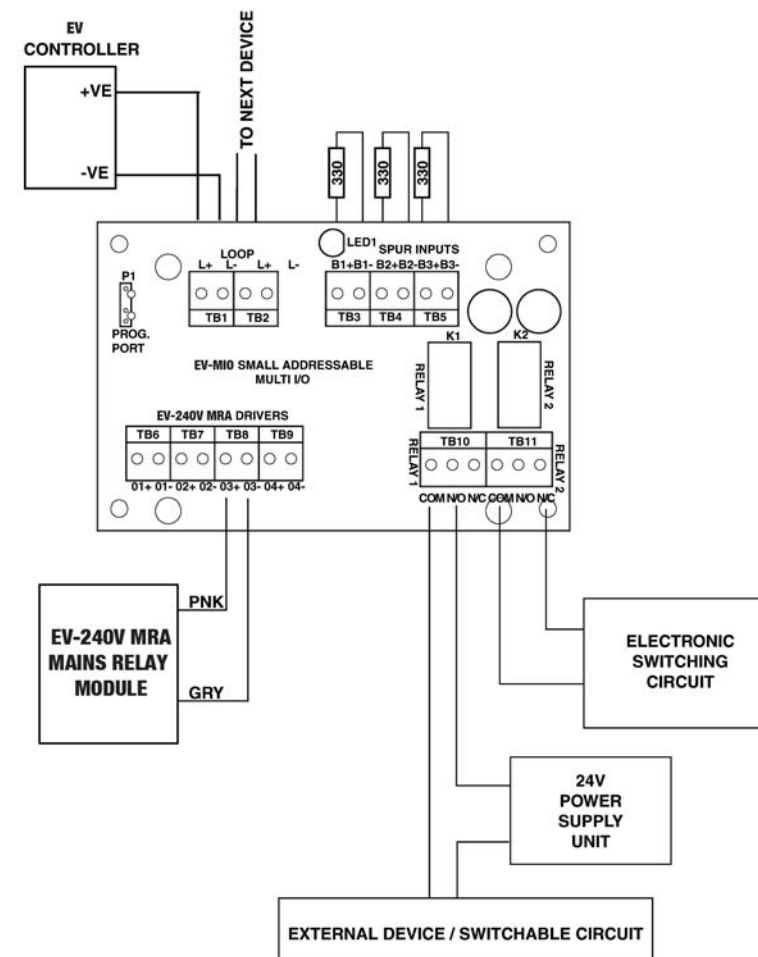 EV
CONTROLLER
+VE
-VE
TO NEXT DEVICE
330
330
330
LED1
LOOP
SPUR INPUTS
L+ L- L+ L-
B1+B1- B2+B2-B3+B3-
P1
TB1 TB2
TB3 TB4 TB5
PROG.
PORT
K1
K2
EV-MIO SMALL ADDRESSABLE
MULTI I/O
RELAY 1
RELAY 2
EV-240V MRA DRIVERS
TB6 TB7 TB8 TB9
01+ 01- 02+ 02- 03+ 03- 04+ 04-
RELAY 1
TB10 TB11
RELAY 2
COM N/O N/C COM N/O N/C
PNK
GRY
EV-240V MRA
MAINS RELAY
MODULE
ELECTRONIC
SWITCHING
CIRCUIT
24V
POWER
SUPPLY
UNIT
EXTERNAL DEVICE / SWITCHABLE CIRCUIT